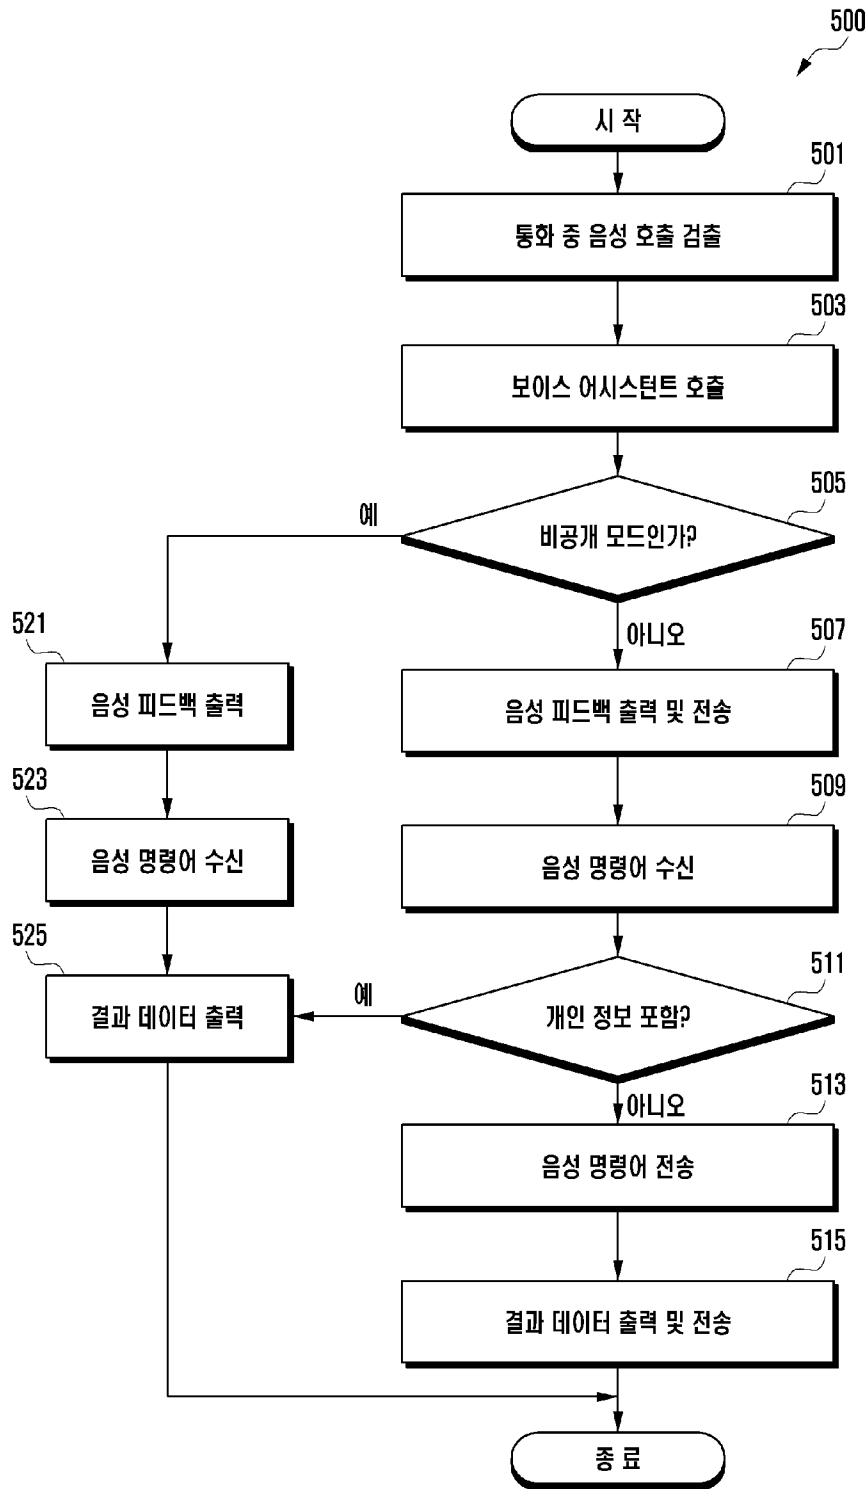 500
시 작
501
통화 중 음성 호출 검출
503
보이스 어시스턴트 호출
505
예
비공개 모드인가?
아니오
521
507
음성 피드백 출력
음성 피드백 출력 및 전송
523
509
음성 명령어 수신
음성 명령어 수신
525
511
결과 데이터 출력
예
개인 정보 포함?
아니오
513
음성 명령어 전송
515
결과 데이터 출력 및 전송
종 료